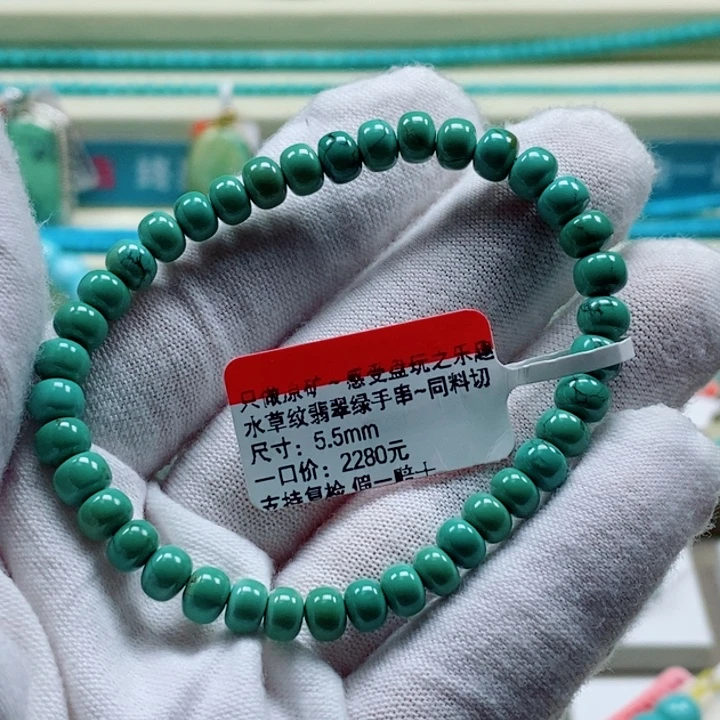 只做原矿~感受盘玩之乐趣
水草纹翡翠绿手串~同料切
尺寸：5.5mm
一口价：2280元
支持复检 假一赔十